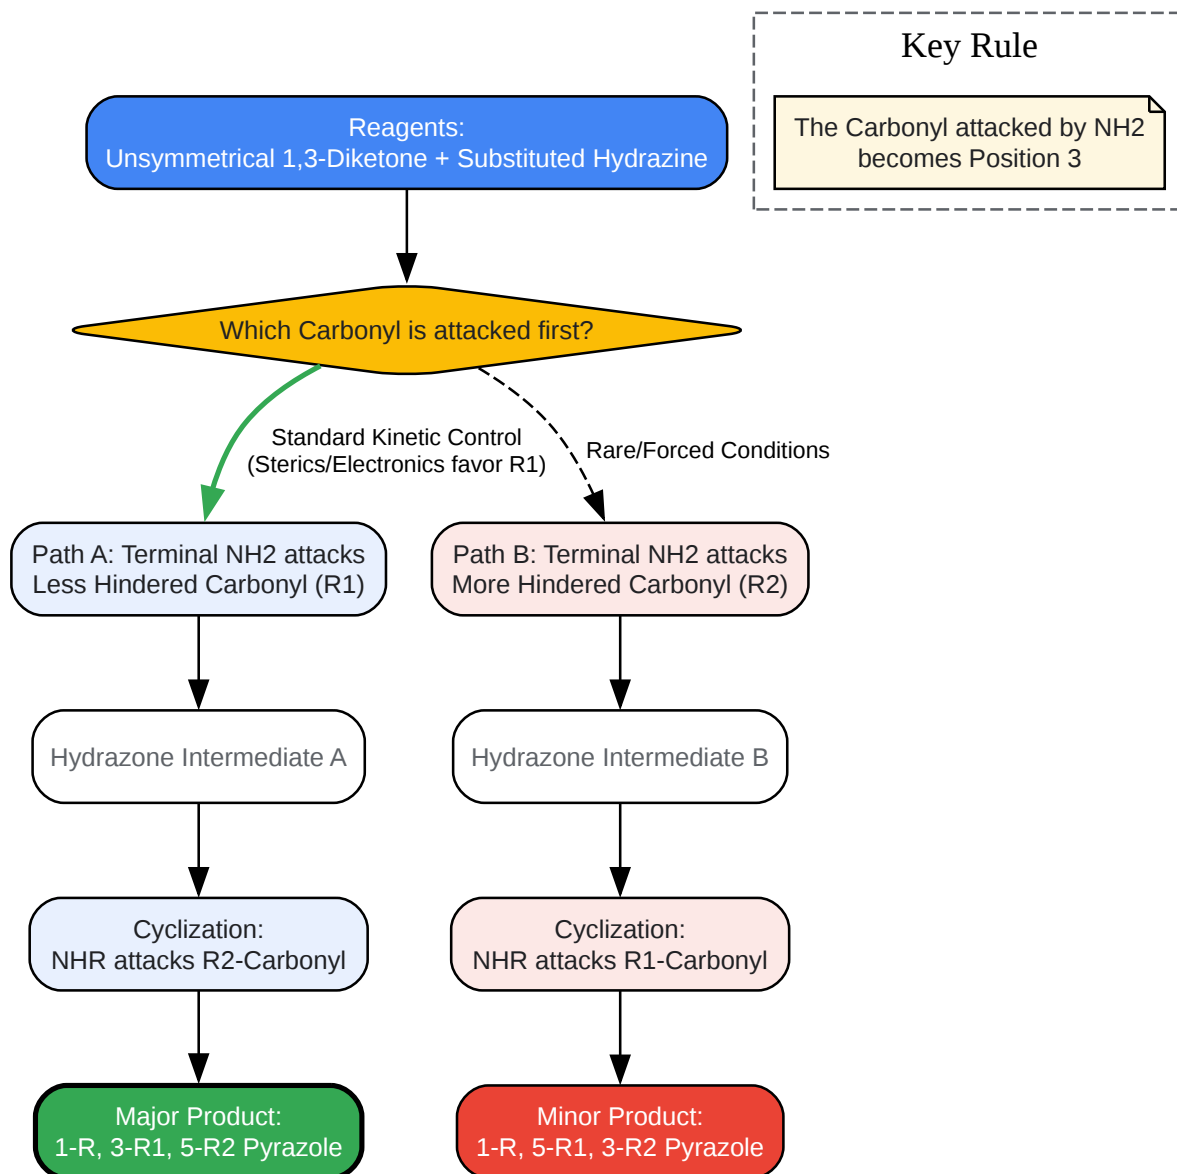 Key Rule
The Carbonyl attacked by NH2
becomes Position 3
Reagents:
Unsymmetrical 1,3-Diketone + Substituted Hydrazine
Which Carbonyl is attacked first?
Standard Kinetic Control
(Sterics/Electronics favor R1)
Rare/Forced Conditions
Path A: Terminal NH2 attacks
Less Hindered Carbonyl (R1)
Path B: Terminal NH2 attacks
More Hindered Carbonyl (R2)
Hydrazone Intermediate A
Hydrazone Intermediate B
Cyclization:
NHR attacks R2-Carbonyl
Cyclization:
NHR attacks R1-Carbonyl
Major Product:
1-R, 3-R1, 5-R2 Pyrazole
Minor Product:
1-R, 5-R1, 3-R2 Pyrazole